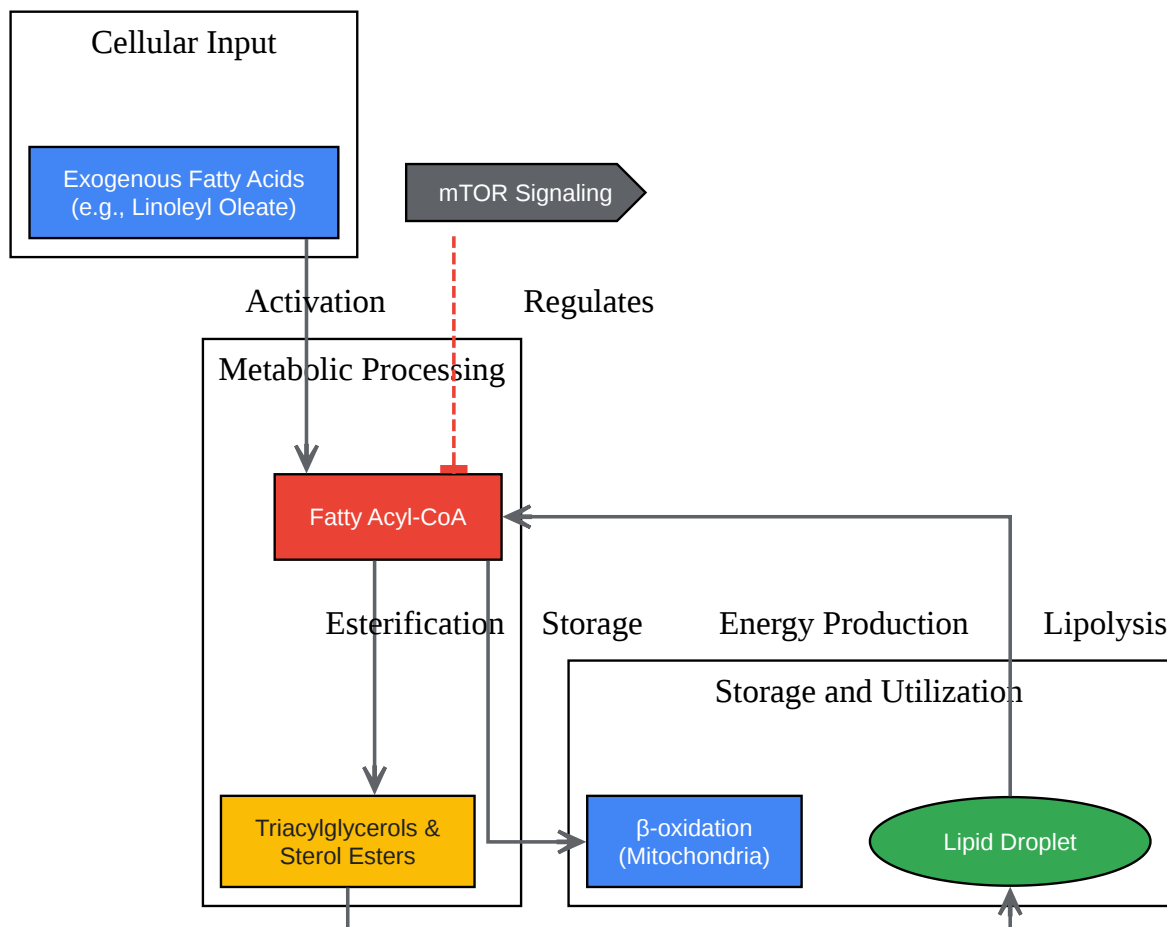 Cellular Input
Exogenous Fatty Acids
(e.g., Linoleyl Oleate)
mTOR Signaling
Activation
Regulates
Metabolic Processing
Fatty Acyl-CoA
Esterification
Storage
Energy Production
Lipolysis
Storage and Utilization
Triacylglycerols &
Sterol Esters
β-oxidation
(Mitochondria)
Lipid Droplet